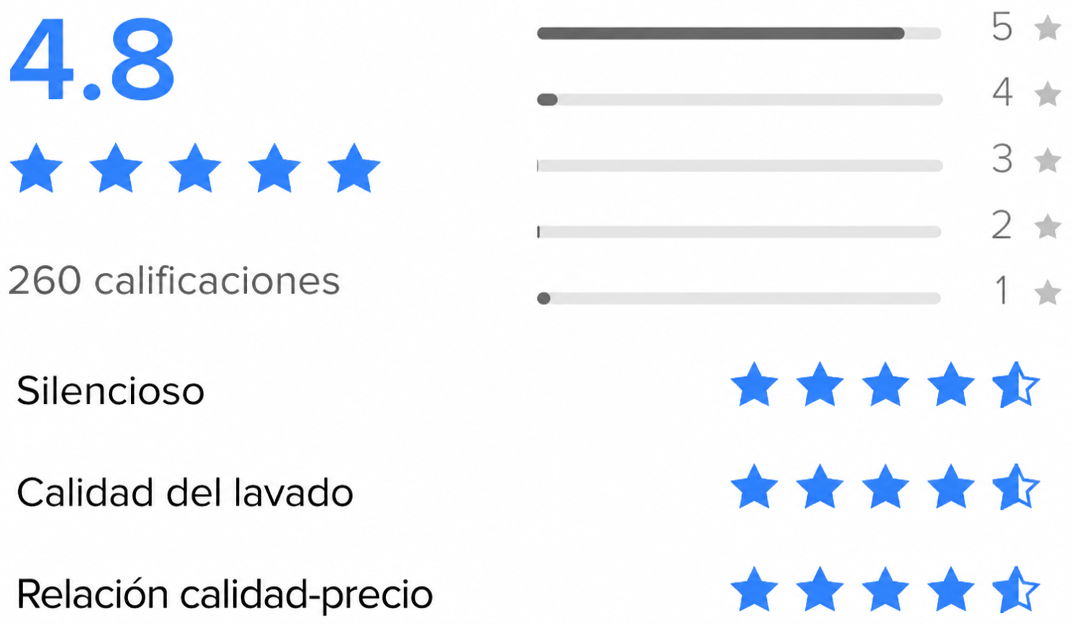 4.8
5
4
3
2
1
260 calificaciones
Silencioso
Calidad del lavado
Relación calidad-precio